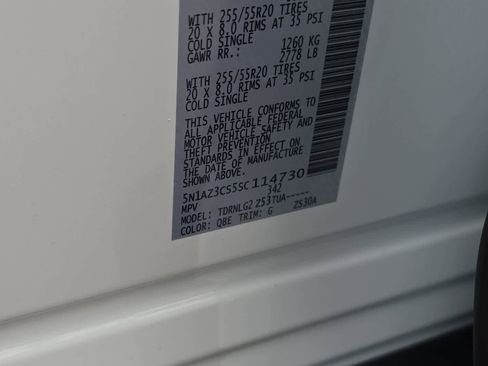 WITH 255/55R20 TIRES
20 X 8.0 RIMS AT 35 PSI
COLD SINGLE
GAWR RR.: 1260 KG
2778 LB
WITH 255/55R20 TIRES
20 X 8.0 RIMS AT 35 PSI
COLD SINGLE
THIS VEHICLE CONFORMS TO
ALL APPLICABLE FEDERAL
MOTOR VEHICLE SAFETY AND
THEFT PREVENTION
STANDARDS IN EFFECT ON
THE DATE OF MANUFACTURE
SHOWN ABOVE.
5N1AZ3CS5SC114730
MPV 342
MODEL: TDRNLG2 Z53TUA-----
COLOR: QBE TRIM: G ZS30A